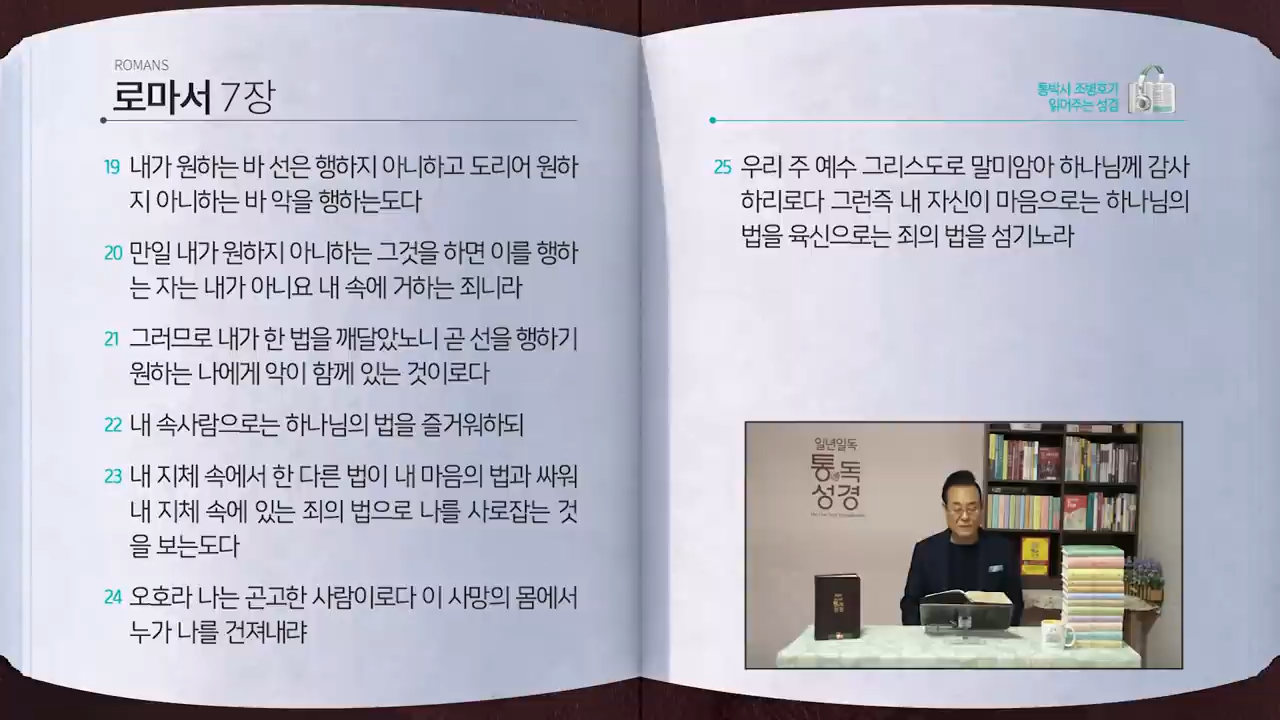 ROMANS
로마서 7장
19 내가 원하는 바 선은 행하지 아니하고 도리어 원하
지 아니하는 바 악을 행하는도다
20 만일 내가 원하지 아니하는 그것을 하면 이를 행하
는 자는 내가 아니요 내 속에 거하는 죄니라
21 그러므로 내가 한 법을 깨달았노니 곧 선을 행하기
원하는 나에게 악이 함께 있는 것이로다
22 내 속사람으로는 하나님의 법을 즐거워하되
23 내 지체 속에서 한 다른 법이 내 마음의 법과 싸워
내 지체 속에 있는 죄의 법으로 나를 사로잡는 것
을 보는도다
24 오호라 나는 곤고한 사람이로다 이 사망의 몸에서
누가 나를 건져내랴
통박사 조병호가
읽어주는 성경
25 우리 주 예수 그리스도로 말미암아 하나님께 감사
하리로다 그런즉 내 자신이 마음으로는 하나님의
법을 육신으로는 죄의 법을 섬기노라
일년일독
통독
성경